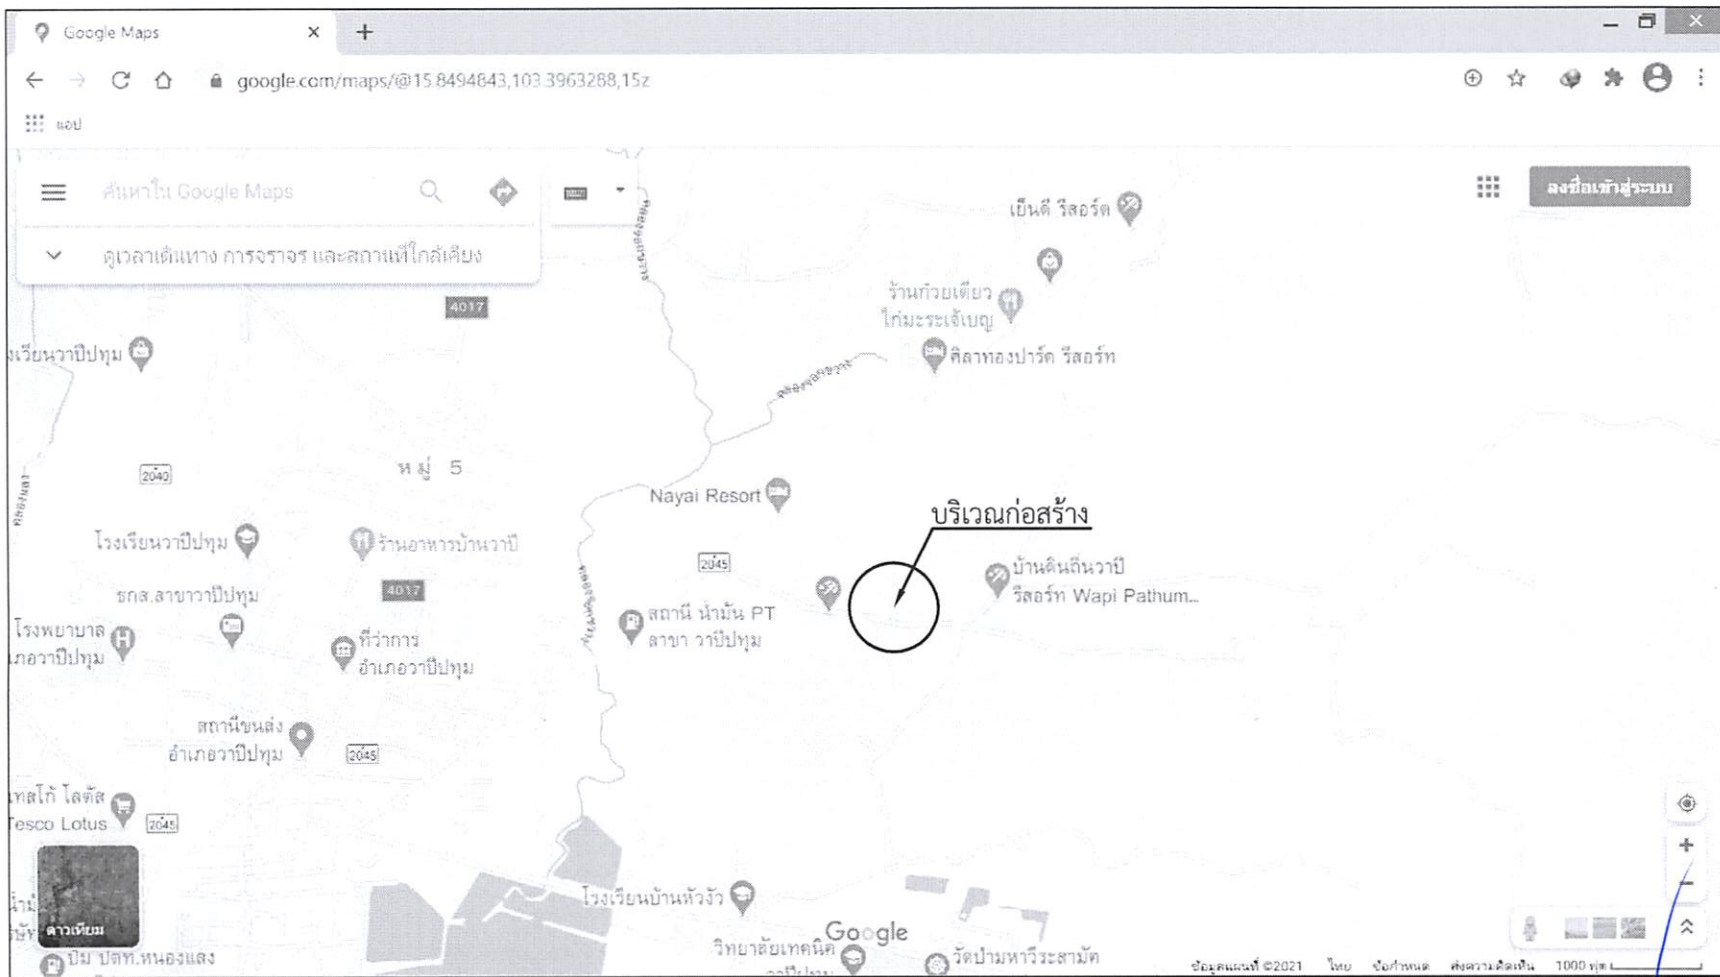 Google Maps
google.com/maps/@15.8494843,103.3963288,15z
แอป
ค้นหาใน Google Maps
ลงชื่อเข้าสู่ระบบ
ดูเวลาเดินทาง การจราจร และสถานที่ใกล้เคียง
เย็นดี รีสอร์ต
4017
ร้านก๋วยเตี๋ยว
ไก่มะระเจ้เบญ
ศิลาทองปาร์ค รีสอร์ท
หมู่ 5
2040
Nayai Resort
บริเวณก่อสร้าง
โรงเรียนวาปีปทุม
ร้านอาหารบ้านวาปี
2045
บ้านดินถิ่นวาปี
รีสอร์ท Wapi Pathum...
ธกส.สาขาวาปีปทุม
4017
สถานี น้ำมัน PT
สาขา วาปีปทุม
โรงพยาบาล
ที่ว่าการ
อำเภอวาปีปทุม
สถานีขนส่ง
อำเภอวาปีปทุม
2045
เทสโก้ โลตัส
Tesco Lotus
2045
โรงเรียนบ้านหัวงัว
ดาวเทียม
Google
วิทยาลัยเทคนิค
วัดป่ามหาวีระสามัค
ปั๊ม ปตท.หนองแสง
ข้อมูลแผนที่ ©2021 ไทย ข้อกำหนด ส่งความคิดเห็น 1000 ฟุต